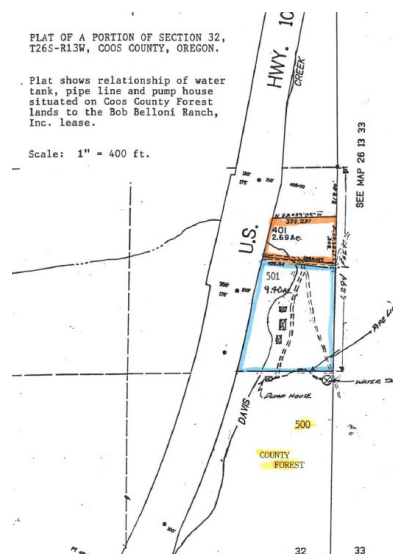 PLAT OF A PORTION OF SECTION 32,
T26S-R13W, COOS COUNTY, OREGON.
Plat shows relationship of water
tank, pipe line and pump house
situated on Coos County Forest
lands to the Bob Belloni Ranch,
Inc. lease.
Scale: 1" = 400 ft.
HWY. 10
CREEK
SEE MAP 26 13 33
U.S.
401
2.69Ac.
501
9.40Ac.
PUMP HOUSE
WATER TA
DAVIS
500
COUNTY
FOREST
32
33